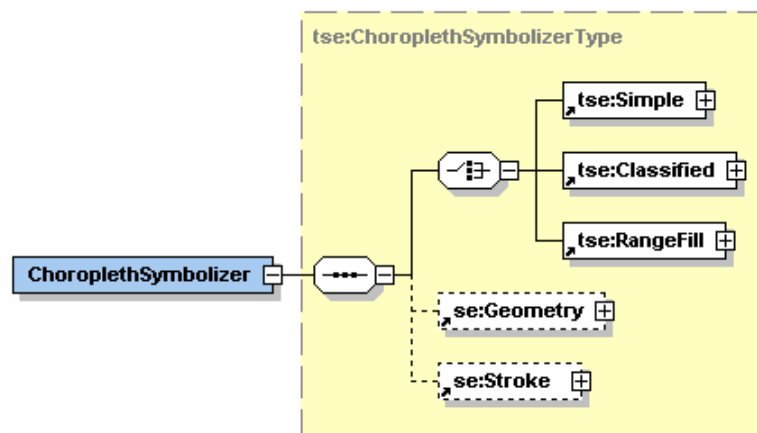 tse:ChoroplethSymbolizerType
tse:Simple
tse:Classified
tse:RangeFill
ChoroplethSymbolizer
se:Geometry
se:Stroke